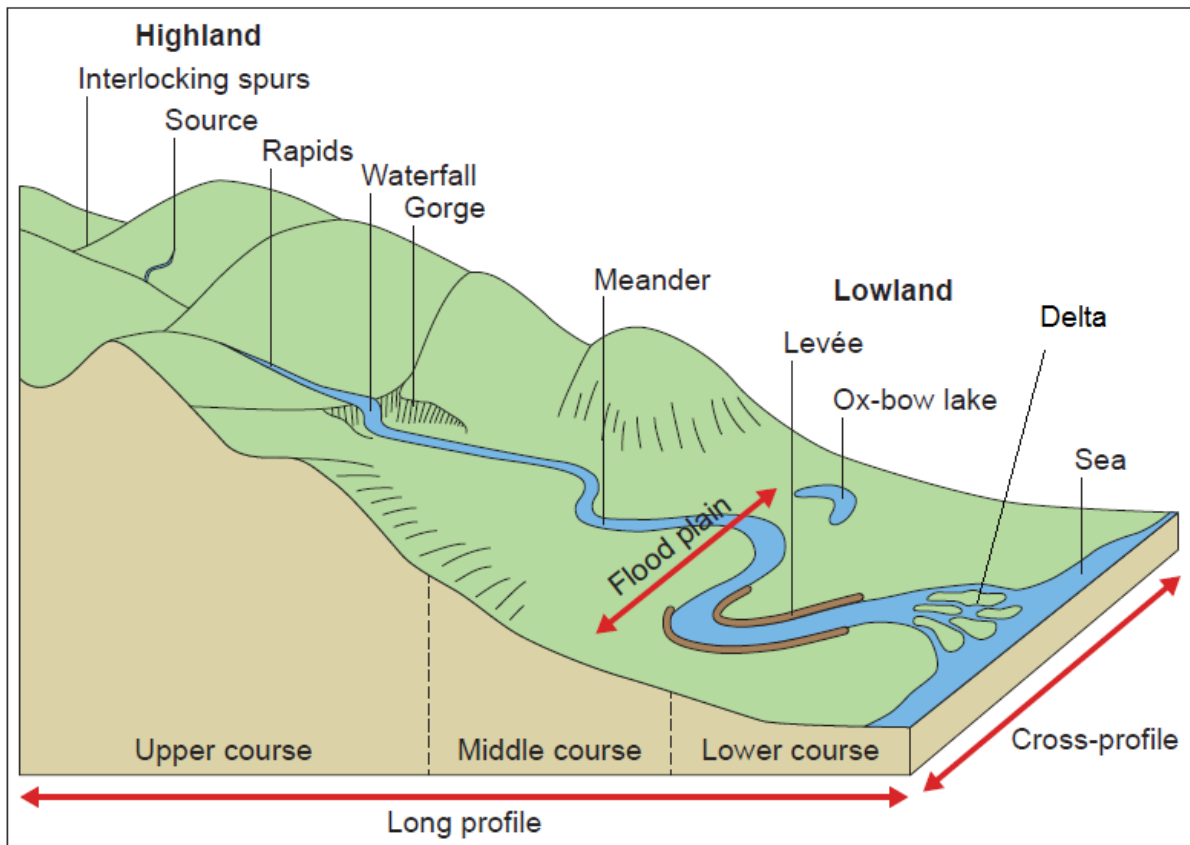 Highland
Interlocking spurs
Source
Rapids
Waterfall
Gorge
Meander
Lowland
Delta
Levée
Ox-bow lake
Sea
Flood plain
Upper course
Middle course
Lower course
Cross-profile
Long profile